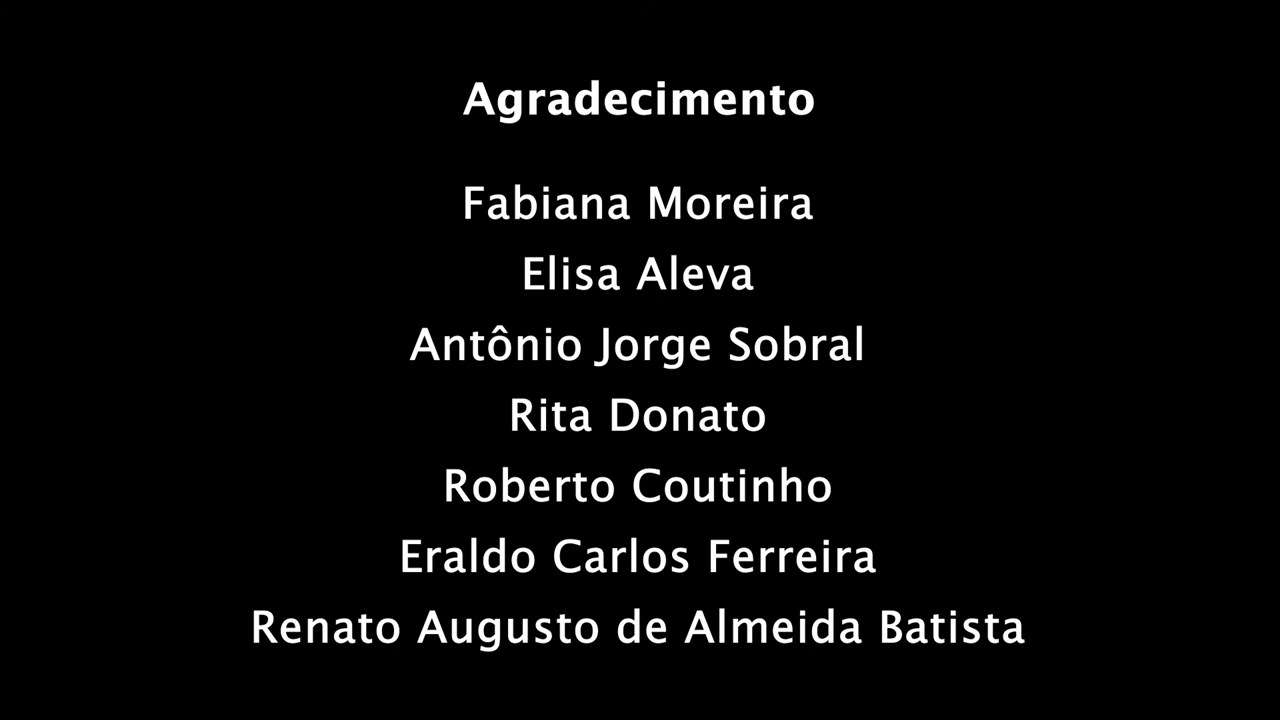 Agradecimento
Fabiana Moreira
Elisa Aleva
Antônio Jorge Sobral
Rita Donato
Roberto Coutinho
Eraldo Carlos Ferreira
Renato Augusto de Almeida Batista